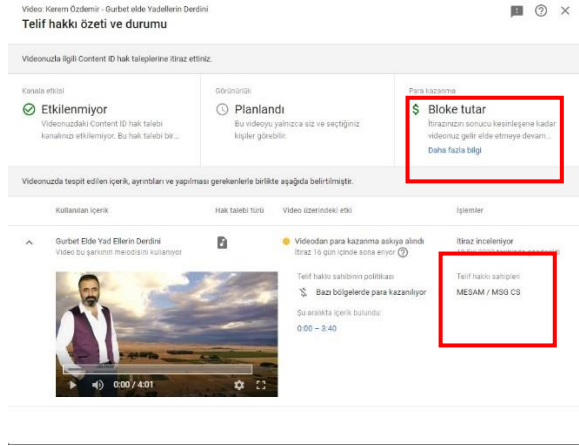 Video: Kerem Özdemir - Gurbet elde Yadellerin Derdini
Telif hakkı özeti ve durumu
Videonuzla ilgili Content ID hak taleplerine itiraz ettiniz.
Kanala etkisi
Etkilenmiyor
Videonuzdaki Content ID hak talebi
kanalınızı etkilemiyor. Bu hak talebi bir...
Görünürlük
Planlandı
Bu videoyu yalnızca siz ve seçtiğiniz
kişiler görebilir.
Para kazanma
Bloke tutar
İtirazınızın sonucu kesinleşene kadar
videonuz gelir elde etmeye devam...
Daha fazla bilgi
Videonuzda tespit edilen içerik, ayrıntıları ve yapılması gerekenlerle birlikte aşağıda belirtilmiştir.
Kullanılan içerik
Hak talebi türü
Video üzerindeki etki
İşlemler
Gurbet Elde Yad Ellerin Derdini
Video bu şarkının melodisini kullanıyor
Videodan para kazanma askıya alındı
İtiraz 16 gün içinde sona eriyor
İtiraz inceleniyor
Telif hakkı sahibinin politikası
Bazı bölgelerde para kazanılıyor
Şu aralıkta içerik bulundu:
0:00 – 3:40
Telif hakkı sahipleri
MESAM / MSG CS
0:00 / 4:01